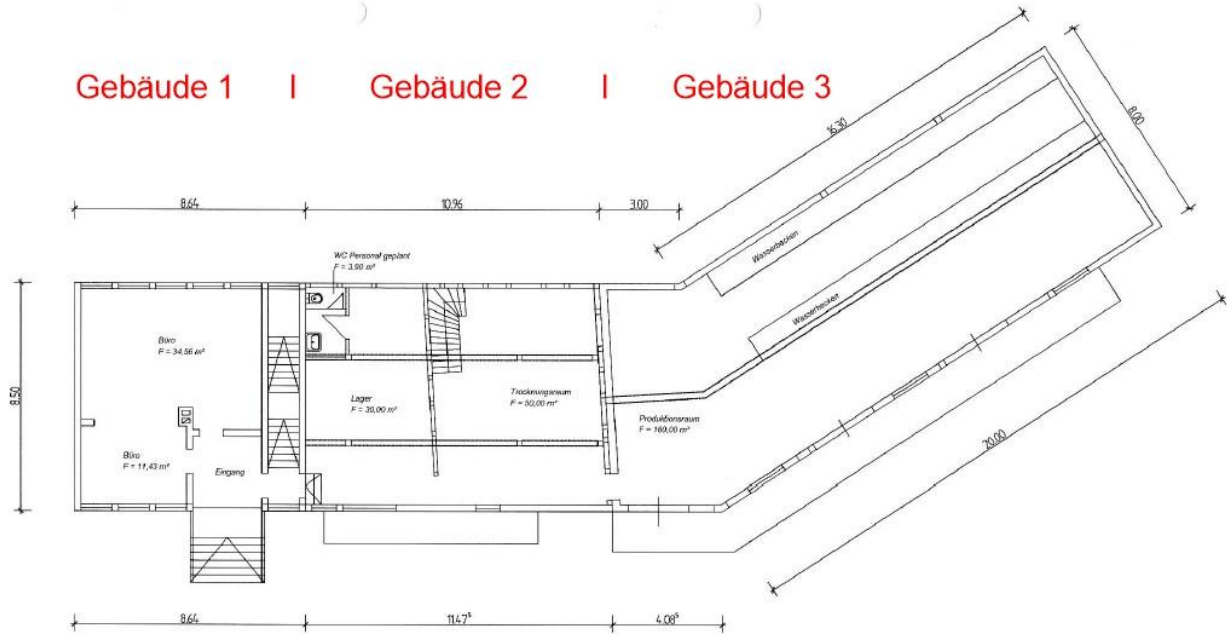 Gebäude 1 I Gebäude 2 I Gebäude 3
16.30
8.00
8.64 10.96 3.00
WC Personal geplant
F = 3,90 m²
Wasserbecken
Wasserbecken
Büro
F = 34,56 m²
8.50
Lager
F = 30,00 m²
Trocknungsraum
F = 50,00 m²
Produktionsraum
F = 160,00 m²
Büro
F = 11,43 m²
Eingang
20.00
8.64 11.47⁵ 4.08⁵